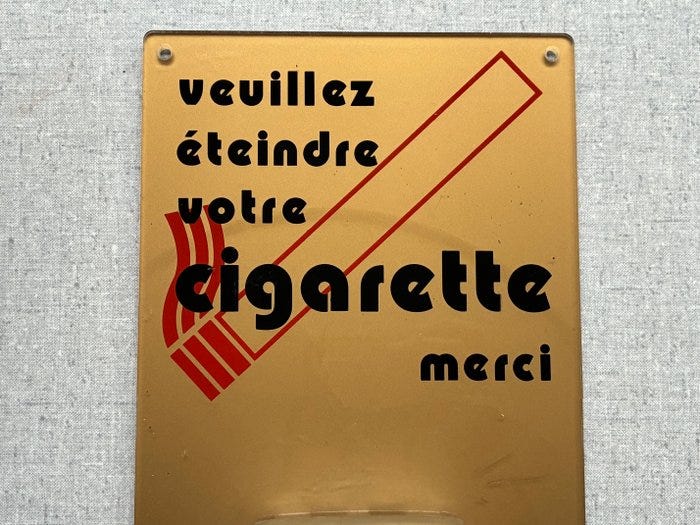 veuillez
éteindre
votre
cigarette
merci